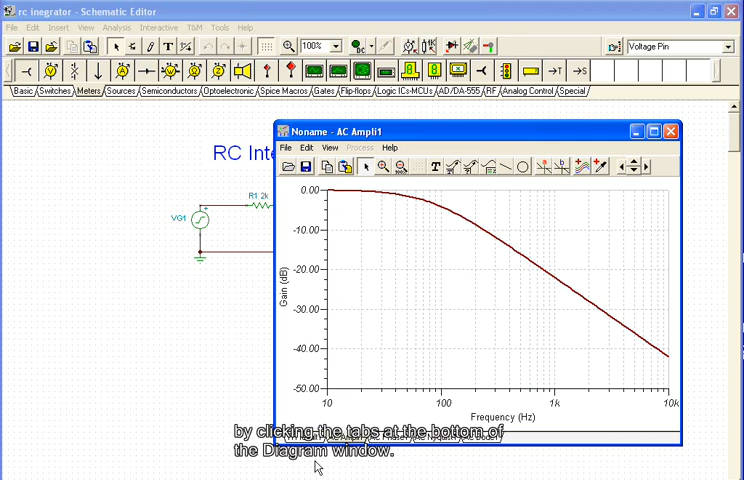 rc inegrator - Schematic Editor
File Edit Insert View Analysis Interactive T&M Tools Help
100% DC Voltage Pin
Basic Switches Meters Sources Semiconductors Optoelectronic Spice Macros Gates Flip-flops Logic ICs-MCUs AD/DA-555 RF Analog Control Special
RC Inte
R1 2k
VG1
Noname - AC Ampli1
File Edit View Process Help
0.00
-10.00
-20.00
-30.00
-40.00
-50.00
Gain (dB)
10 100 1k 10k
Frequency (Hz)
by clicking the tabs at the bottom of
the Diagram window.